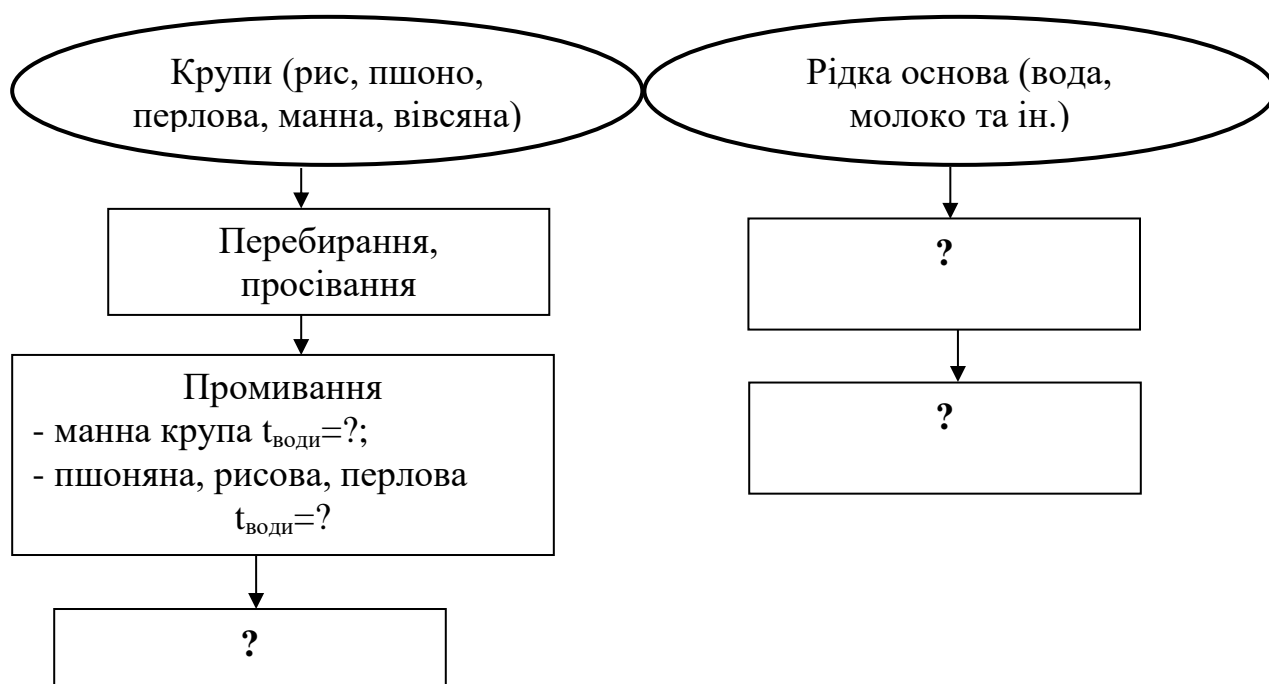 Крупи (рис, пшоно,
перлова, манна, вівсяна)
Рідка основа (вода,
молоко та ін.)
Перебирання,
просівання
?
Промивання
- манна крупа tводи=?;
- пшоняна, рисова, перлова
tводи=?
?
?